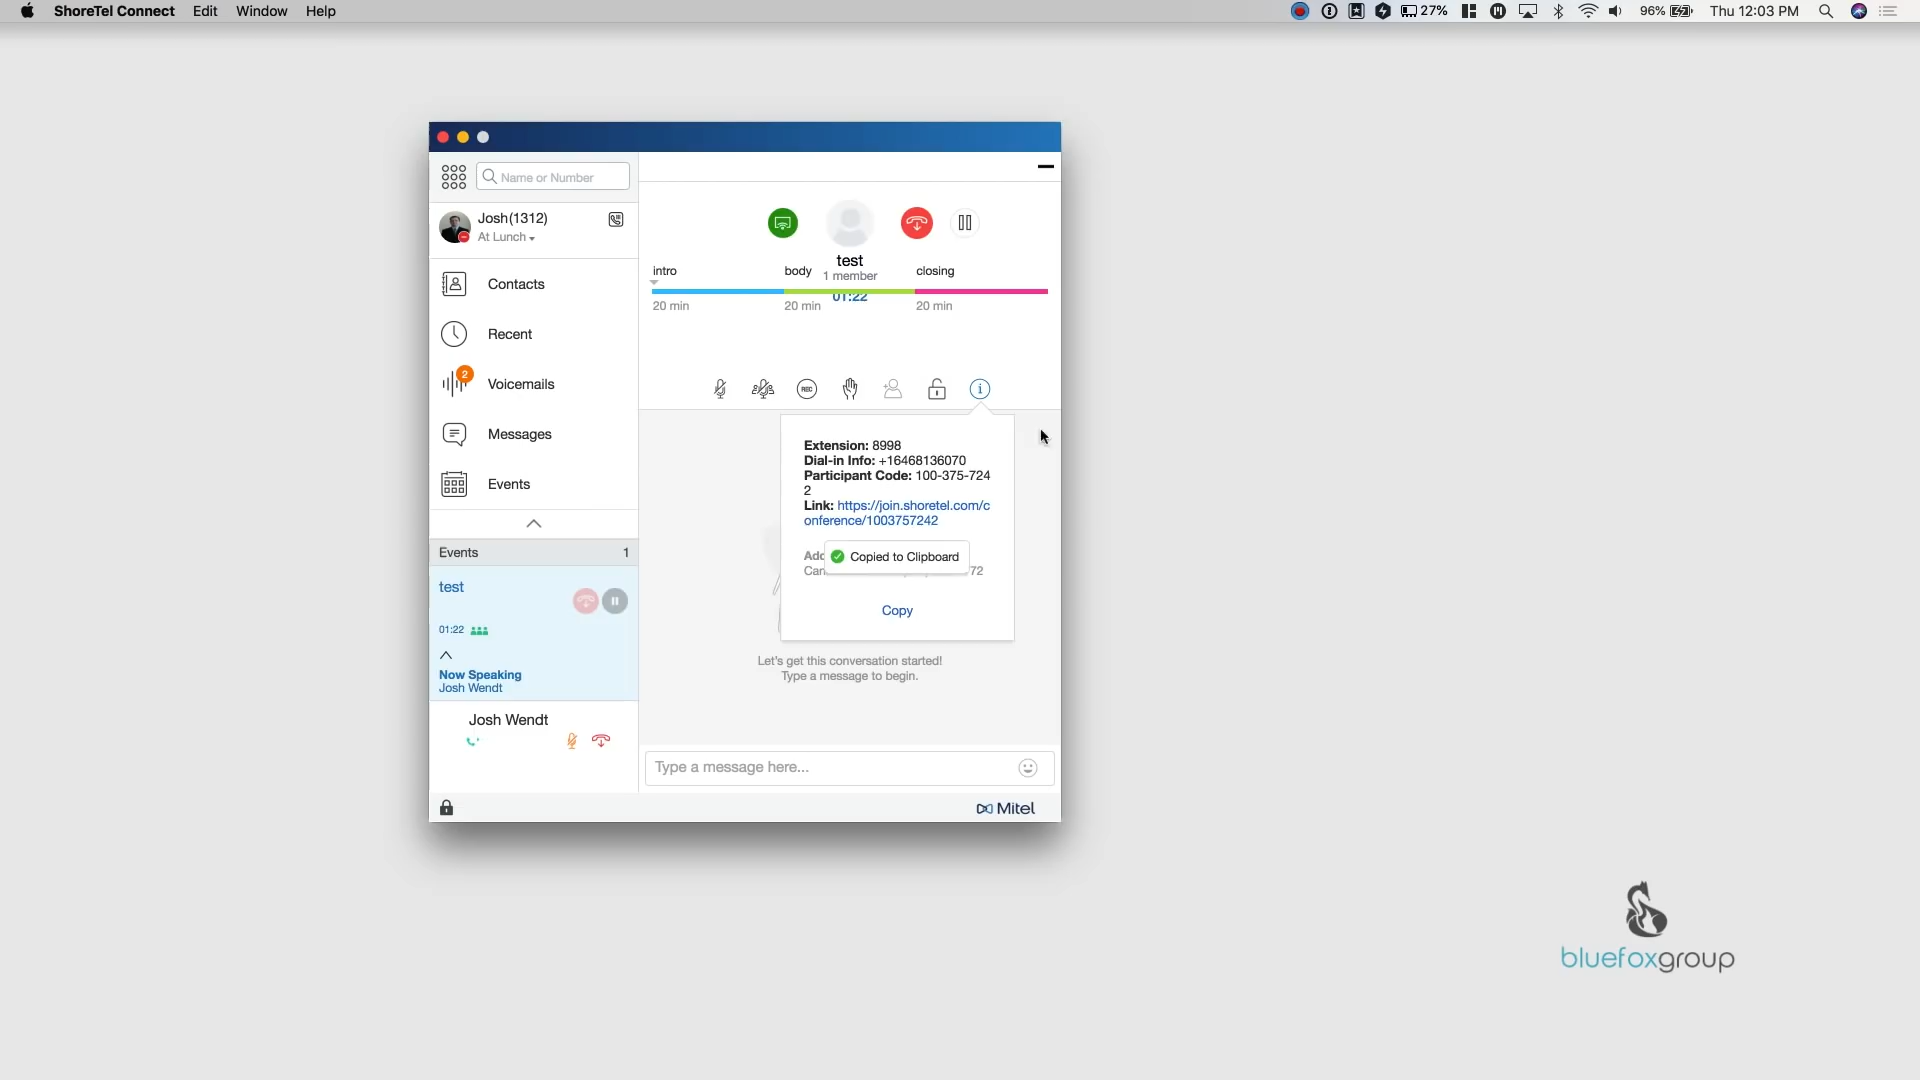 ShoreTel Connect Edit Window Help
27% 96% Thu 12:03 PM
Name or Number
Josh(1312)
At Lunch
Contacts
Recent
2
Voicemails
Messages
Events
Events 1
test
01:22
Now Speaking
Josh Wendt
Josh Wendt
test
intro body 1 member closing
20 min 20 min 01:22 20 min
REC
Extension: 8998
Dial-in Info: +16468136070
Participant Code: 100-375-724
2
Link: https://join.shoretel.com/c
onference/1003757242
Copied to Clipboard
72
Copy
Let's get this conversation started!
Type a message to begin.
Type a message here...
Mitel
bluefoxgroup